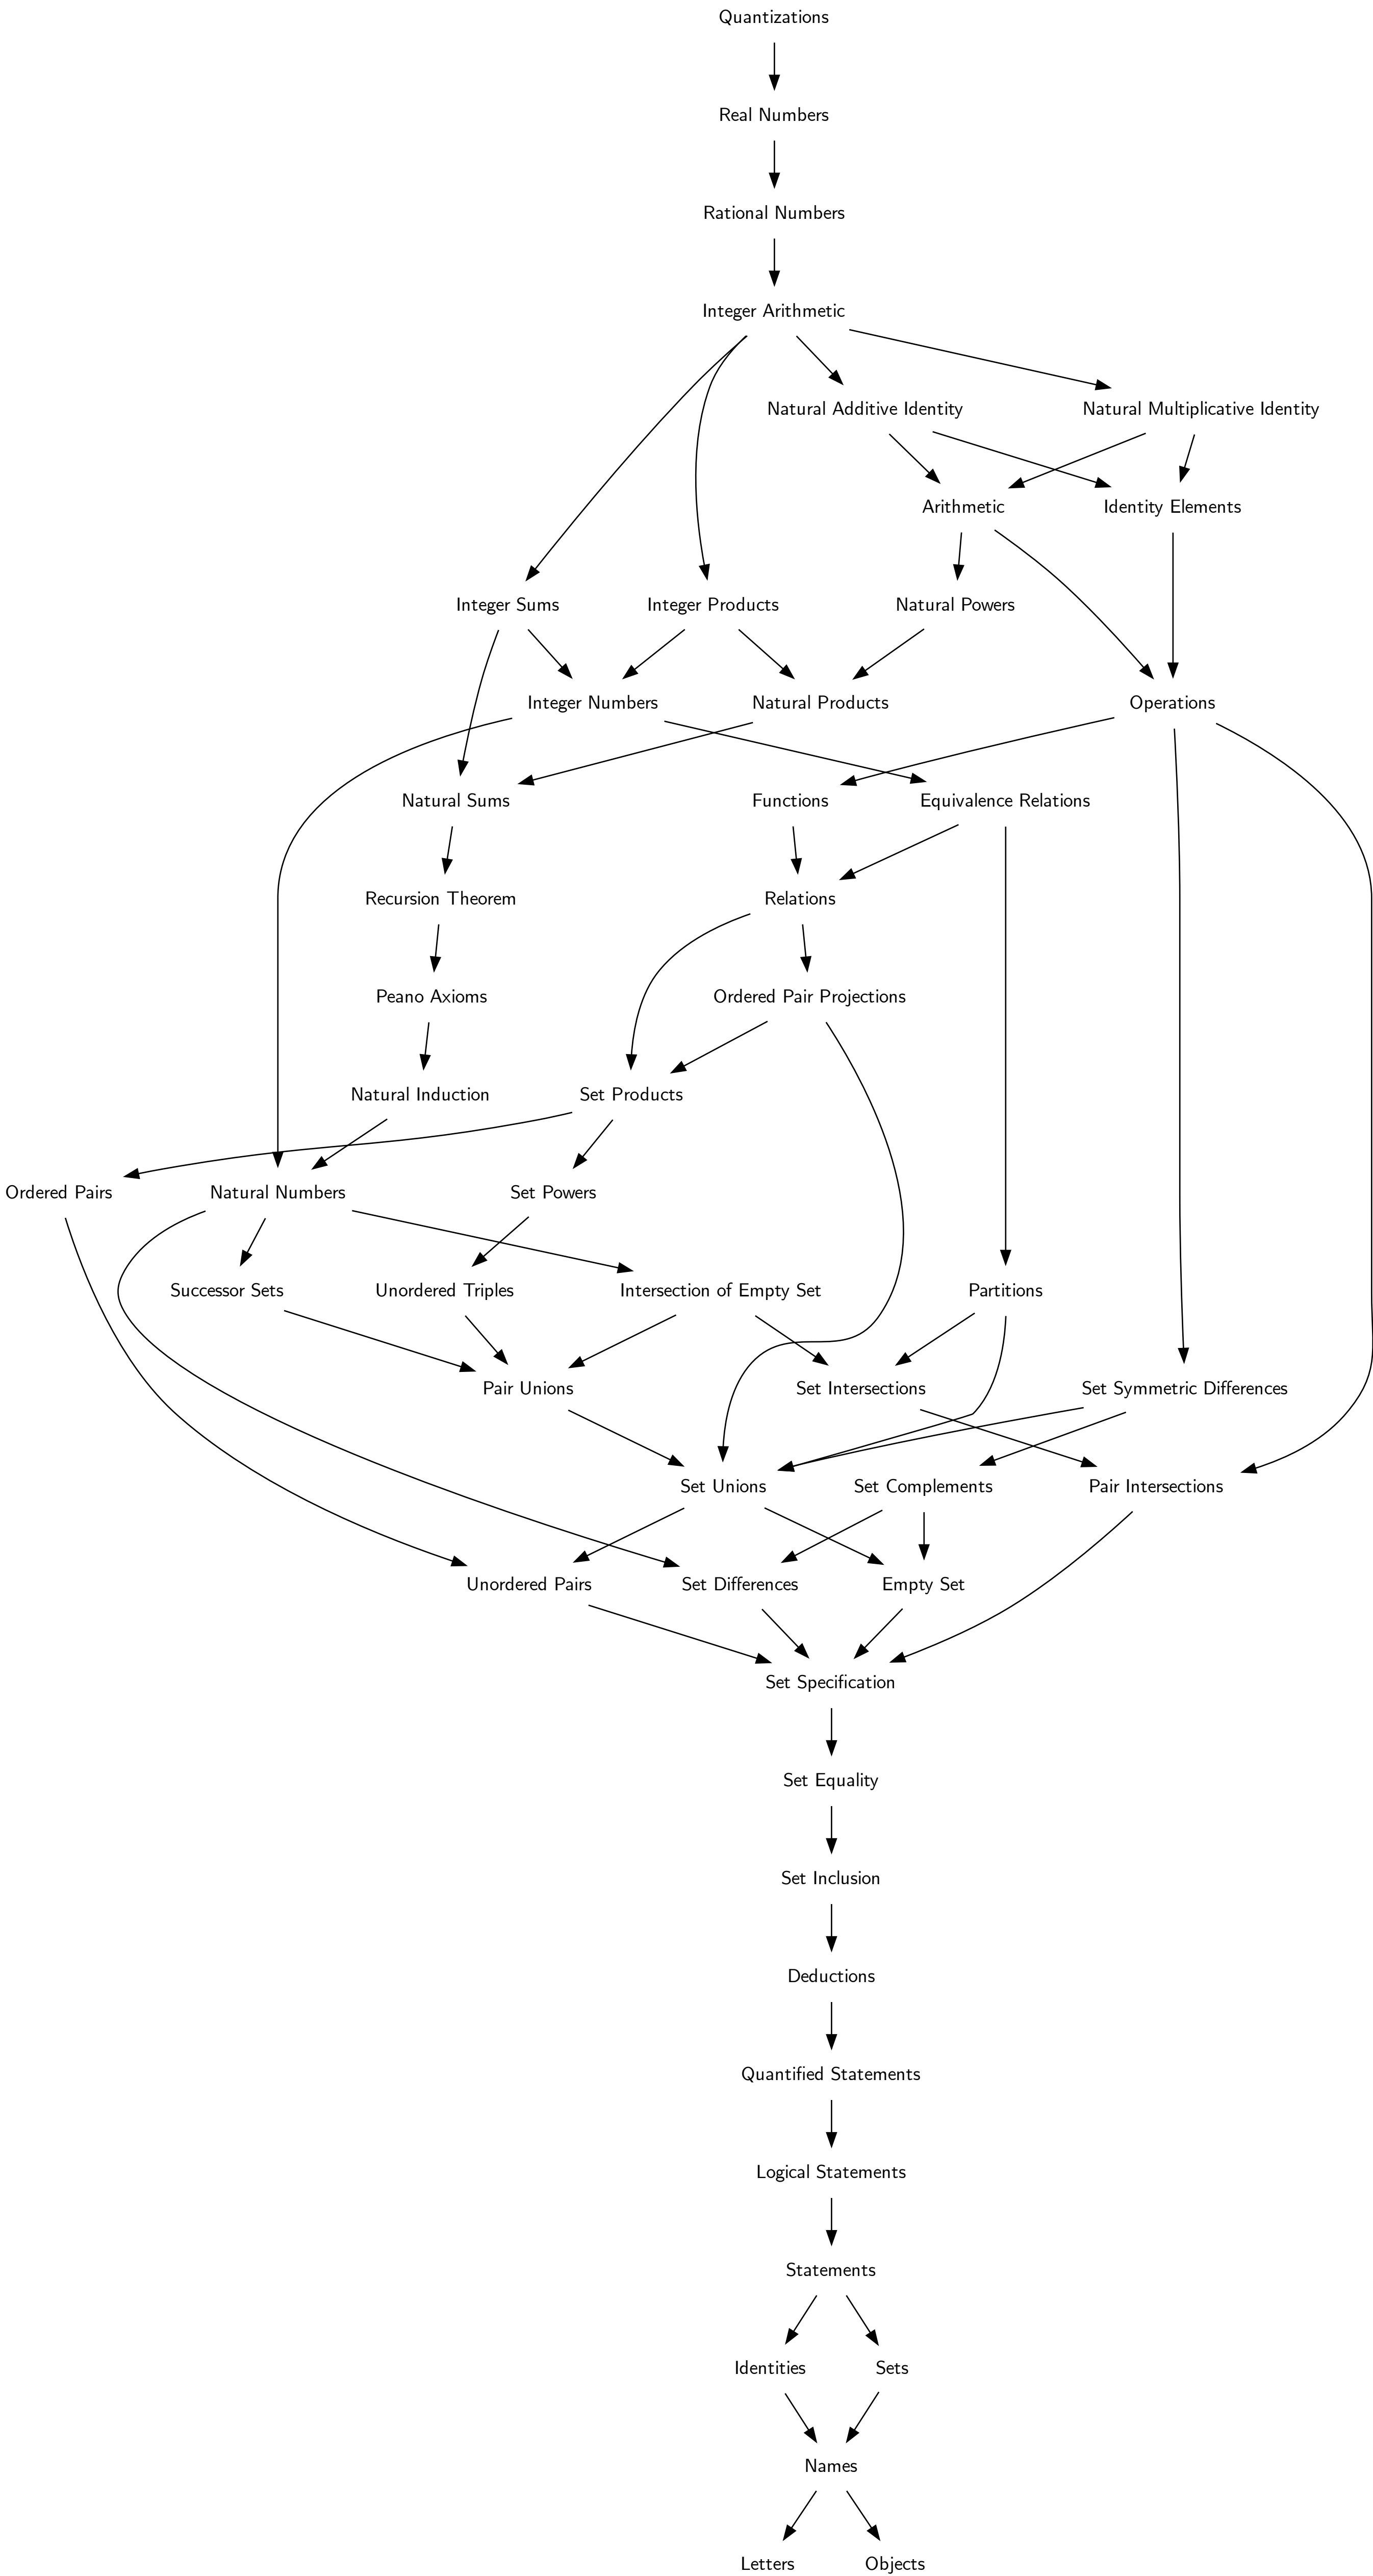 Quantizations
Real Numbers
Rational Numbers
Integer Arithmetic
Natural Additive Identity
Natural Multiplicative Identity
Arithmetic
Identity Elements
Integer Sums
Integer Products
Natural Powers
Integer Numbers
Natural Products
Operations
Natural Sums
Functions
Equivalence Relations
Recursion Theorem
Relations
Peano Axioms
Ordered Pair Projections
Natural Induction
Set Products
Ordered Pairs
Natural Numbers
Set Powers
Successor Sets
Unordered Triples
Intersection of Empty Set
Partitions
Pair Unions
Set Intersections
Set Symmetric Differences
Set Unions
Set Complements
Pair Intersections
Unordered Pairs
Set Differences
Empty Set
Set Specification
Set Equality
Set Inclusion
Deductions
Quantified Statements
Logical Statements
Statements
Identities
Sets
Names
Letters
Objects